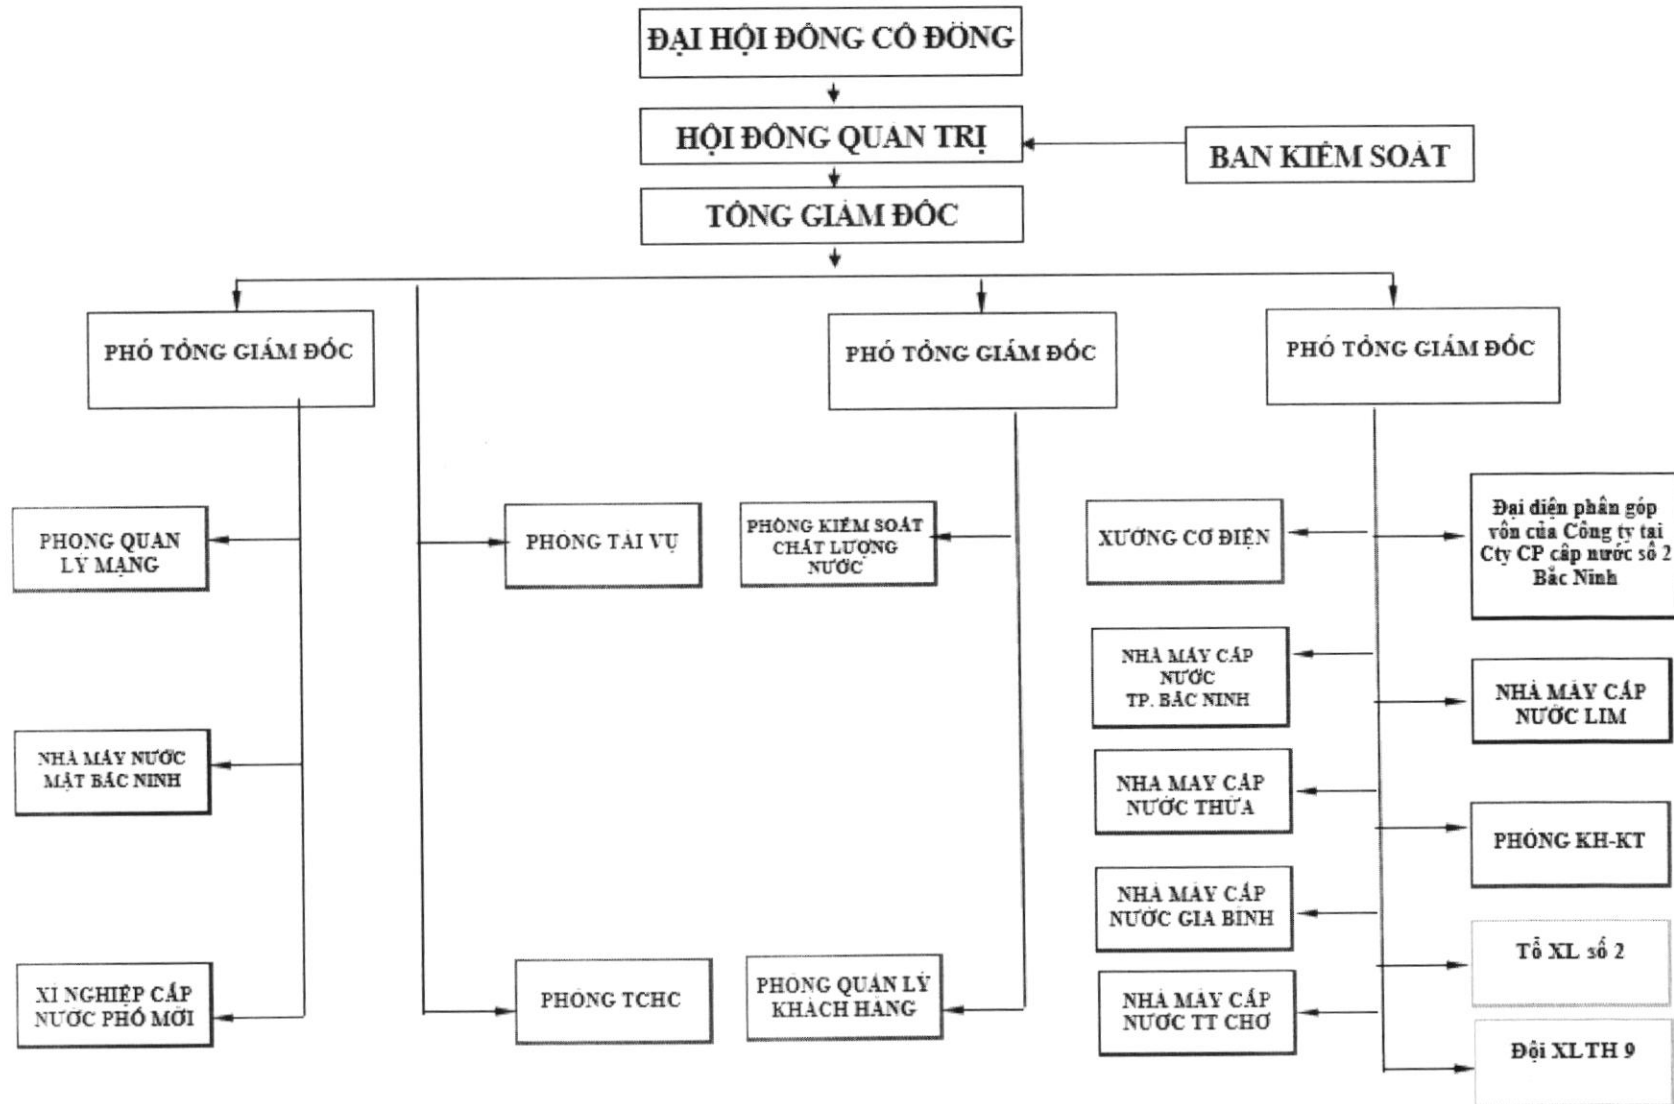 ĐẠI HỘI ĐỒNG CỔ ĐÔNG
HỘI ĐỒNG QUẢN TRỊ
BAN KIỂM SOÁT
TỔNG GIÁM ĐỐC
PHÓ TỔNG GIÁM ĐỐC
PHÓ TỔNG GIÁM ĐỐC
PHÓ TỔNG GIÁM ĐỐC
PHÒNG QUẢN
LÝ MẠNG
NHÀ MÁY NƯỚC
MẶT BẮC NINH
XÍ NGHIỆP CẤP
NƯỚC PHỐ MỚI
PHÒNG TÀI VỤ
PHÒNG TCHC
PHÒNG KIỂM SOÁT
CHẤT LƯỢNG
NƯỚC
PHÒNG QUẢN LÝ
KHÁCH HÀNG
XƯỞNG CƠ ĐIỆN
NHÀ MÁY CẤP
NƯỚC
TP. BẮC NINH
NHÀ MÁY CẤP
NƯỚC THỨA
NHÀ MÁY CẤP
NƯỚC GIA BÌNH
NHÀ MÁY CẤP
NƯỚC TT CHỜ
Đại diện phần góp
vốn của Công ty tại
Cty CP cấp nước số 2
Bắc Ninh
NHÀ MÁY CẤP
NƯỚC LIM
PHÒNG KH-KT
Tổ XL số 2
Đội XLTH 9